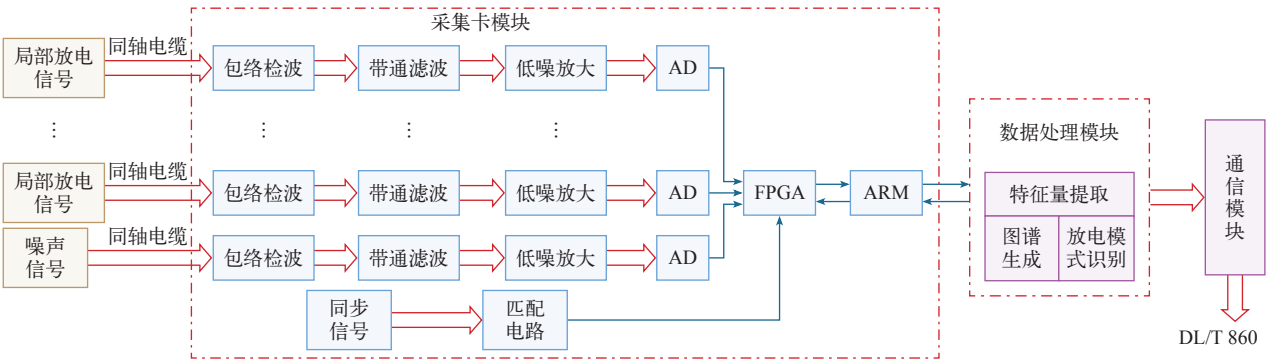 采集卡模块
局部放电
信号
同轴电缆
包络检波
带通滤波
低噪放大
AD
⋮
⋮
⋮
⋮
局部放电
信号
同轴电缆
包络检波
带通滤波
低噪放大
AD
噪声
信号
同轴电缆
包络检波
带通滤波
低噪放大
AD
同步
信号
匹配
电路
FPGA
ARM
数据处理模块
特征量提取
图谱
生成
放电模
式识别
通
信
模
块
DL/T 860